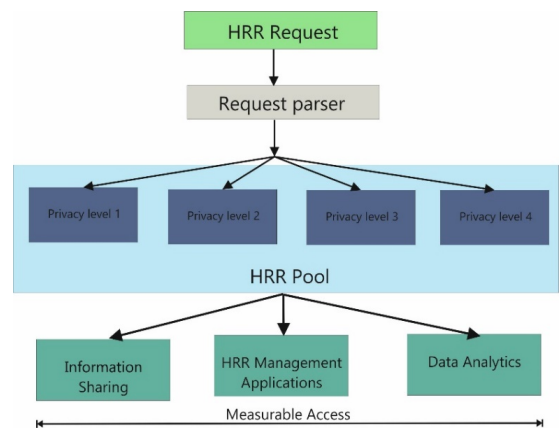 HRR Request
Request parser
Privacy level 1
Privacy level 2
Privacy level 3
Privacy level 4
HRR Pool
Information
Sharing
HRR Management
Applications
Data Analytics
Measurable Access